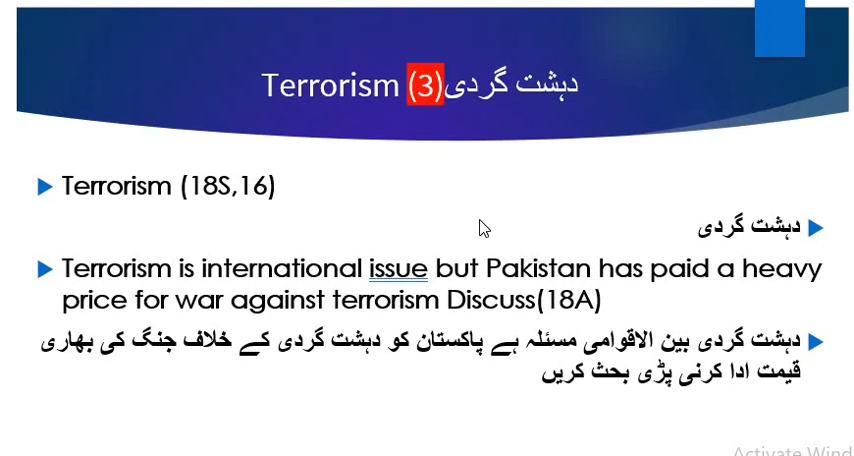 Terrorism (3)دہشت گردی
Terrorism (18S,16)
دہشت گردی
Terrorism is international issue but Pakistan has paid a heavy
price for war against terrorism Discuss(18A)
دہشت گردی بین الاقوامی مسئلہ ہے پاکستان کو دہشت گردی کے خلاف جنگ کی بھاری
قیمت ادا کرنی پڑی بحث کریں
Activate Wind